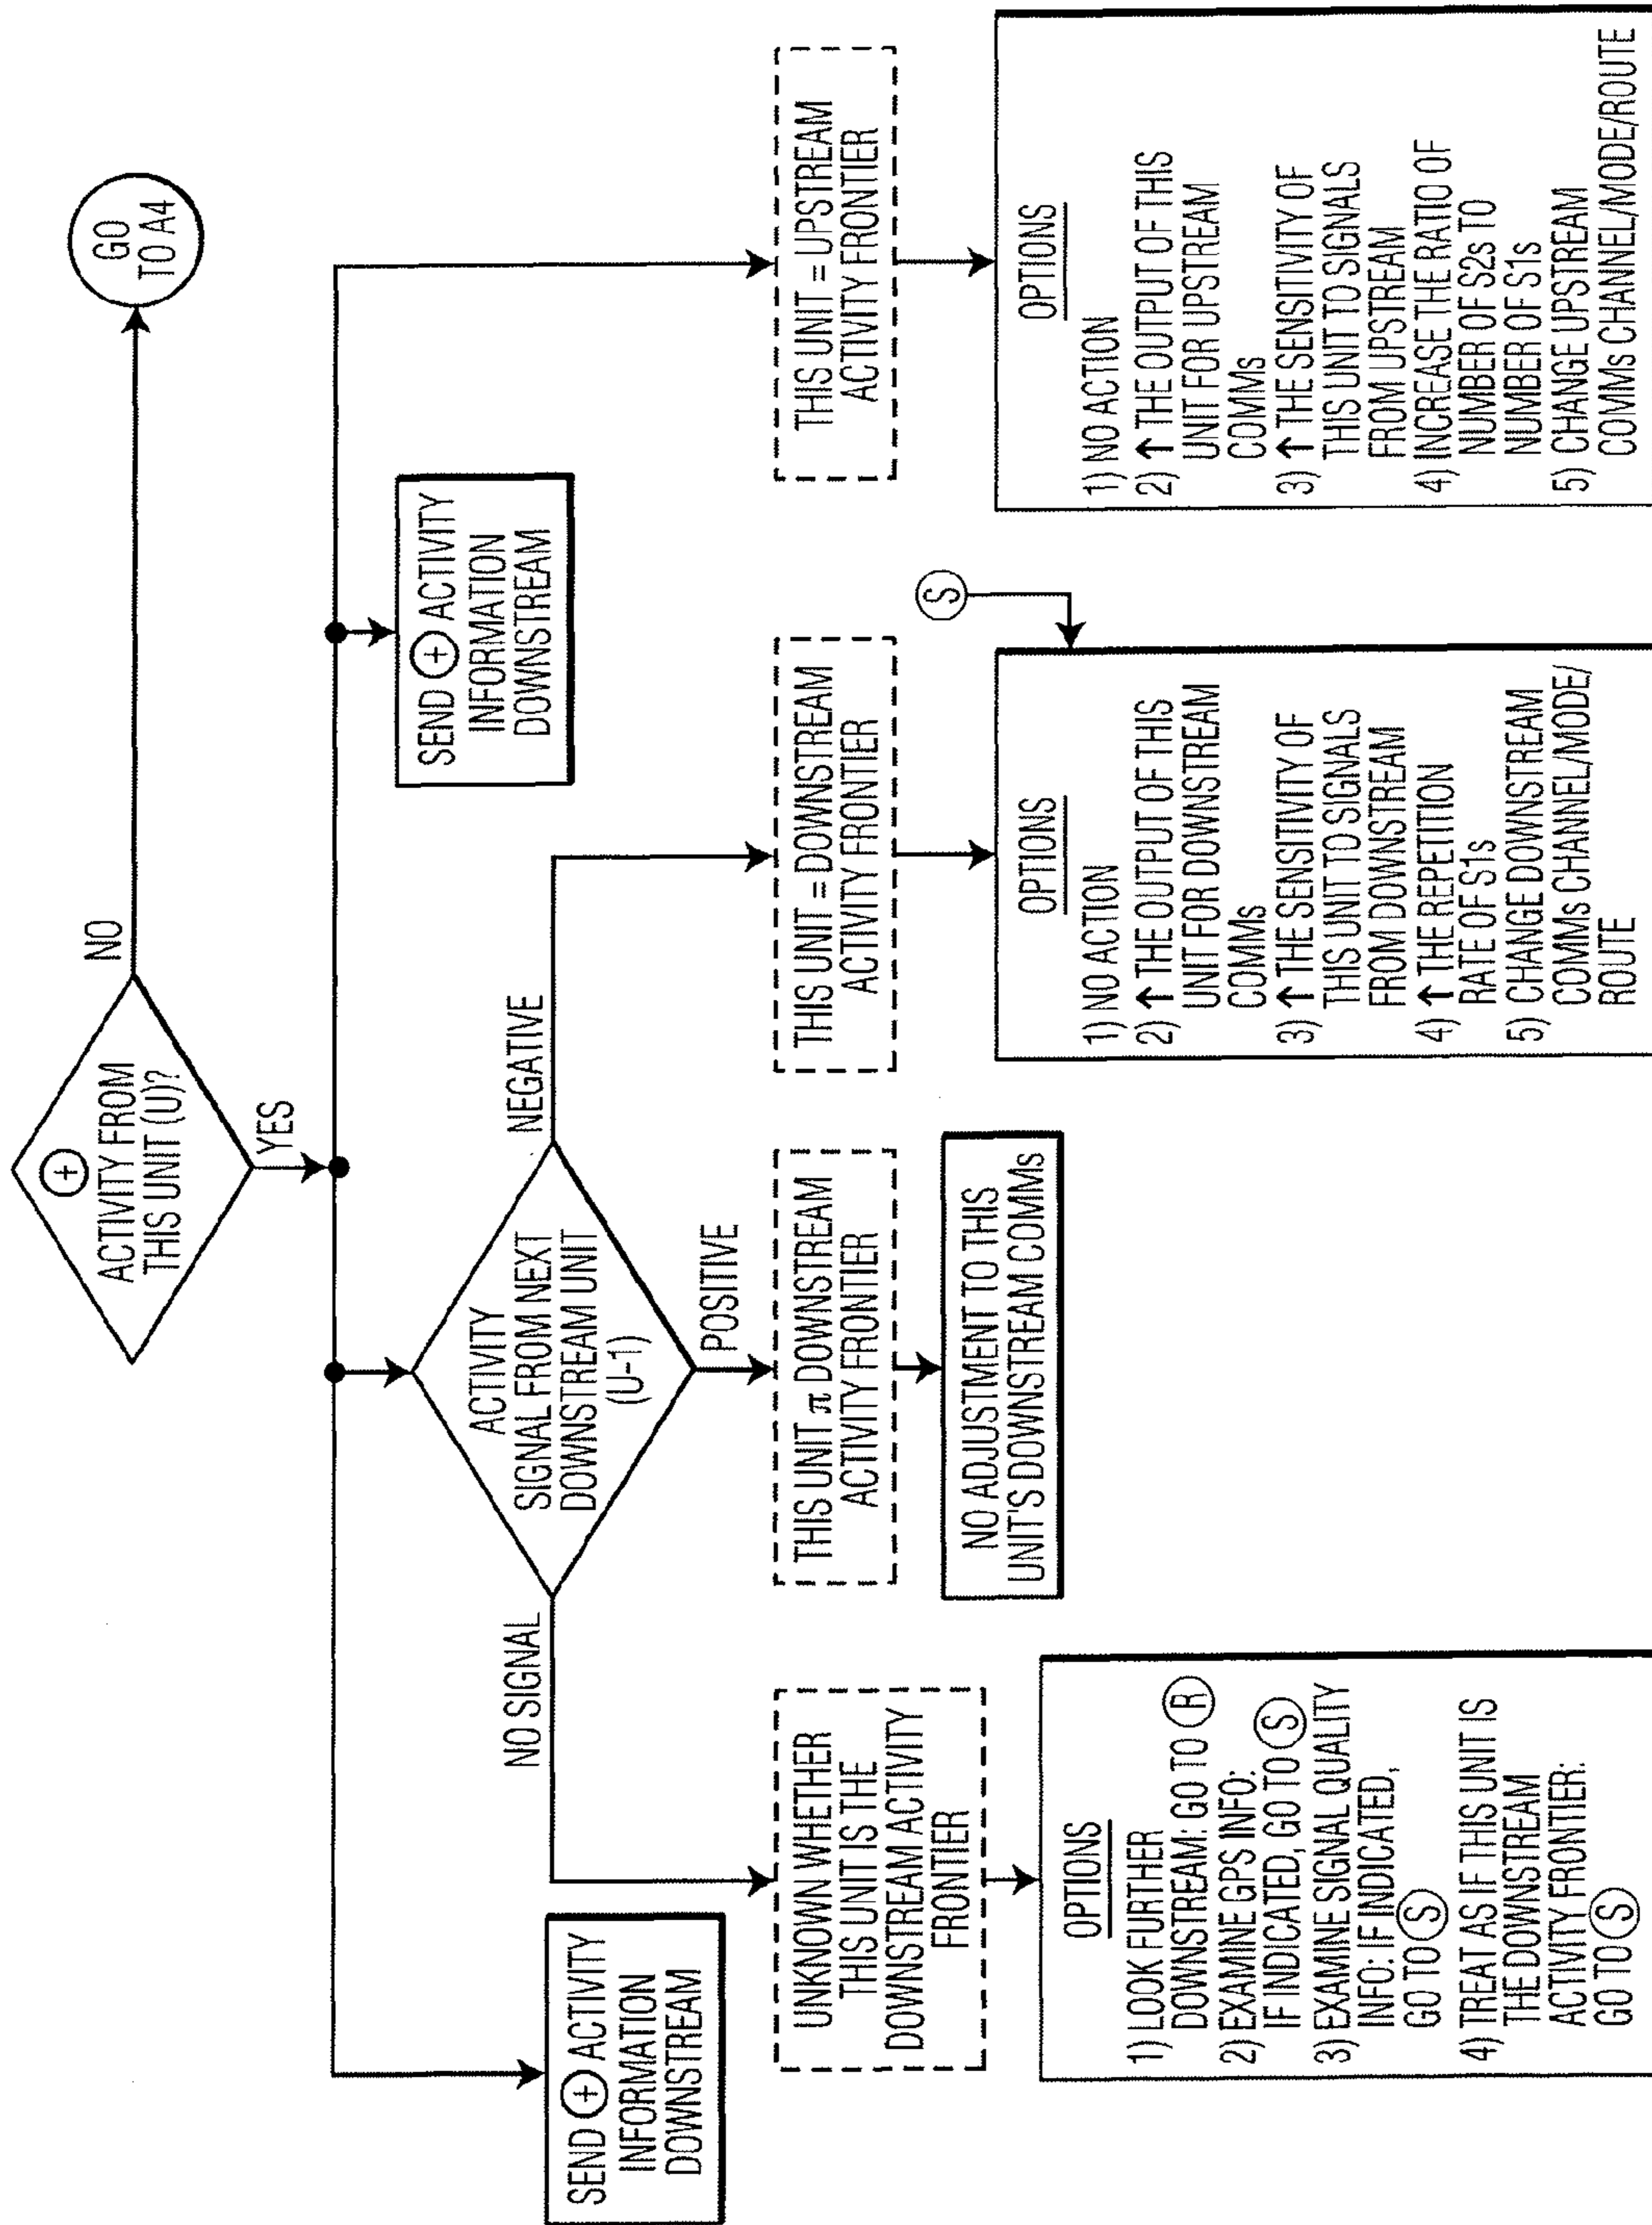 ⊕
ACTIVITY FROM
THIS UNIT (U)?
NO
GO
TO A4
YES
SEND ⊕ ACTIVITY
INFORMATION
DOWNSTREAM
ACTIVITY
SIGNAL FROM NEXT
DOWNSTREAM UNIT
(U-1)
NO SIGNAL
POSITIVE
NEGATIVE
SEND ⊕ ACTIVITY
INFORMATION
DOWNSTREAM
UNKNOWN WHETHER
THIS UNIT IS THE
DOWNSTREAM ACTIVITY
FRONTIER
THIS UNIT π DOWNSTREAM
ACTIVITY FRONTIER
THIS UNIT = DOWNSTREAM
ACTIVITY FRONTIER
THIS UNIT = UPSTREAM
ACTIVITY FRONTIER
OPTIONS
1) LOOK FURTHER
DOWNSTREAM: GO TO Ⓡ
2) EXAMINE GPS INFO:
IF INDICATED, GO TO Ⓢ
3) EXAMINE SIGNAL QUALITY
INFO: IF INDICATED,
GO TO Ⓢ
4) TREAT AS IF THIS UNIT IS
THE DOWNSTREAM
ACTIVITY FRONTIER:
GO TO Ⓢ
NO ADJUSTMENT TO THIS
UNIT'S DOWNSTREAM COMMs
Ⓢ
OPTIONS
1) NO ACTION
2) ↑ THE OUTPUT OF THIS
UNIT FOR DOWNSTREAM
COMMs
3) ↑ THE SENSITIVITY OF
THIS UNIT TO SIGNALS
FROM DOWNSTREAM
4) ↑ THE REPETITION
RATE OF S1s
5) CHANGE DOWNSTREAM
COMMs CHANNEL/MODE/
ROUTE
OPTIONS
1) NO ACTION
2) ↑ THE OUTPUT OF THIS
UNIT FOR UPSTREAM
COMMs
3) ↑ THE SENSITIVITY OF
THIS UNIT TO SIGNALS
FROM UPSTREAM
4) INCREASE THE RATIO OF
NUMBER OF S2s TO
NUMBER OF S1s
5) CHANGE UPSTREAM
COMMs CHANNEL/MODE/ROUTE